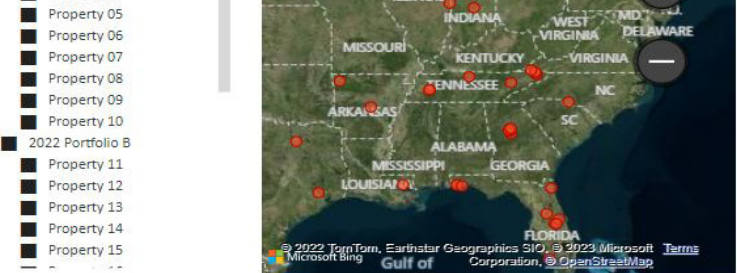 Property 05
Property 06
Property 07
Property 08
Property 09
Property 10
2022 Portfolio B
Property 11
Property 12
Property 13
Property 14
Property 15
INDIANA
WEST VIRGINIA
MD.
DELAWARE
MISSOURI
KENTUCKY
VIRGINIA
TENNESSEE
NC
ARKANSAS
SC
ALABAMA
MISSISSIPPI
GEORGIA
LOUISIANA
FLORIDA
© 2022 TomTom, Earthstar Geographics SIO, © 2023 Microsoft
Corporation, © OpenStreetMap
Terms
Microsoft Bing
Gulf of